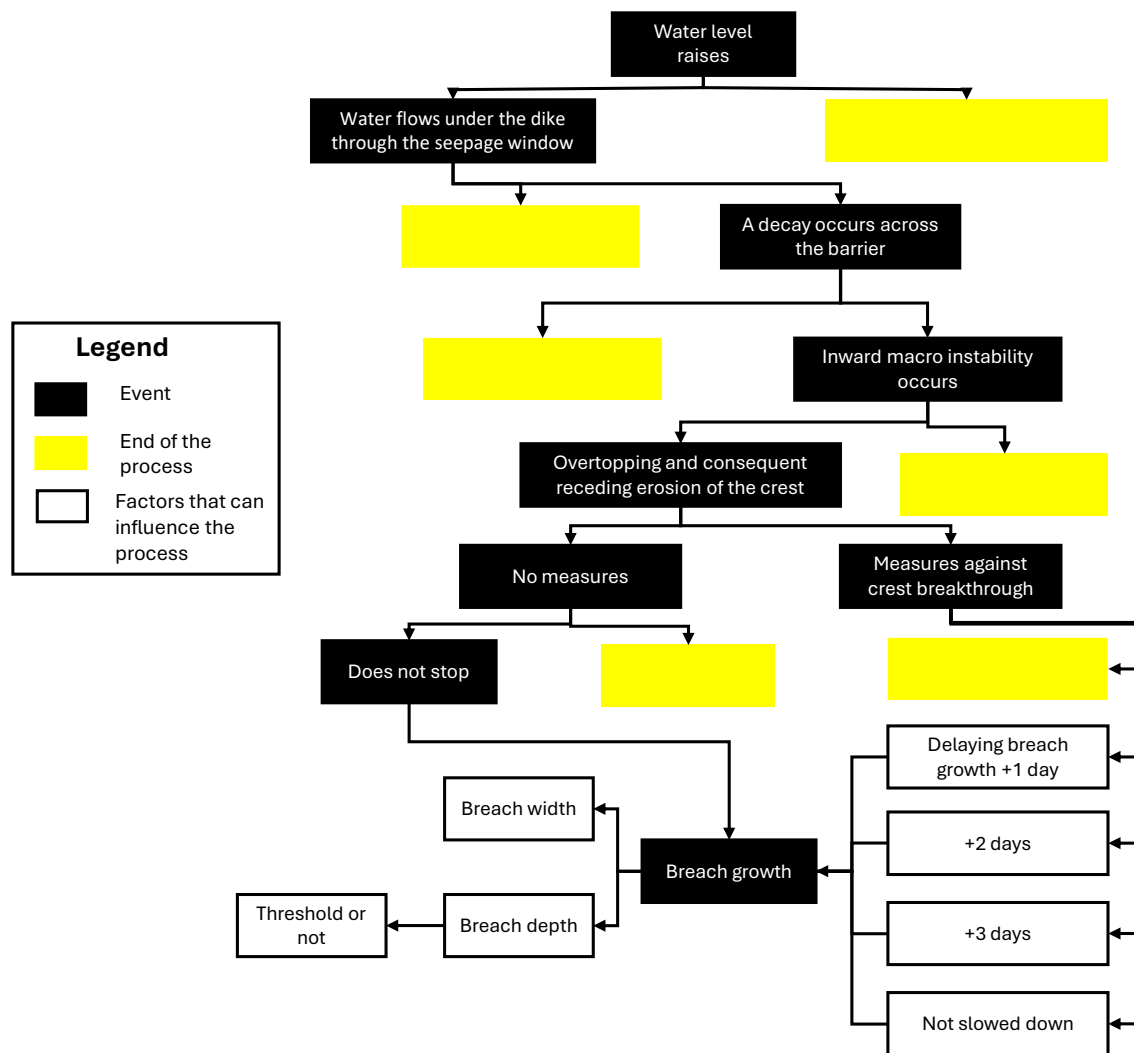 Water level
raises
Water flows under the dike
through the seepage window
A decay occurs across
the barrier
Legend
Event
End of the
process
Factors that can
influence the
process
Inward macro instability
occurs
Overtopping and consequent
receding erosion of the crest
No measures
Measures against
crest breakthrough
Does not stop
Delaying breach
growth +1 day
Breach width
+2 days
Breach growth
Threshold or
not
Breach depth
+3 days
Not slowed down